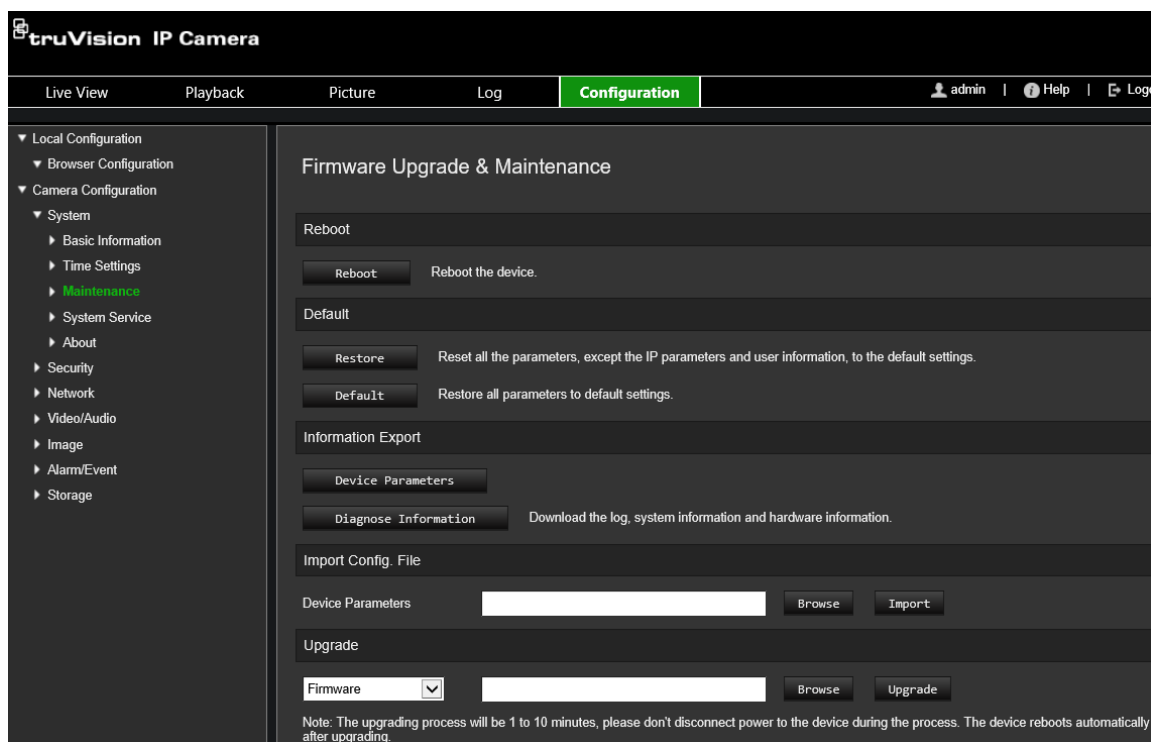 truVision IP Camera
Live View Playback Picture Log Configuration admin | Help |
Local Configuration
Browser Configuration
Camera Configuration
System
Basic Information
Time Settings
Maintenance
System Service
About
Security
Network
Video/Audio
Image
Alarm/Event
Storage
Firmware Upgrade & Maintenance
Reboot
Reboot Reboot the device.
Default
Restore Reset all the parameters, except the IP parameters and user information, to the default settings.
Default Restore all parameters to default settings.
Information Export
Device Parameters
Diagnose Information Download the log, system information and hardware information.
Import Config. File
Device Parameters Browse Import
Upgrade
Firmware Browse Upgrade
Note: The upgrading process will be 1 to 10 minutes, please don't disconnect power to the device during the process. The device reboots automatically
after upgrading.